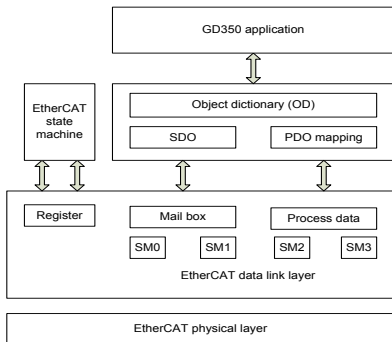 GD350 application
EtherCAT
state
machine
Object dictionary (OD)
SDO
PDO mapping
Register
Mail box
Process data
SM0
SM1
SM2
SM3
EtherCAT data link layer
EtherCAT physical layer